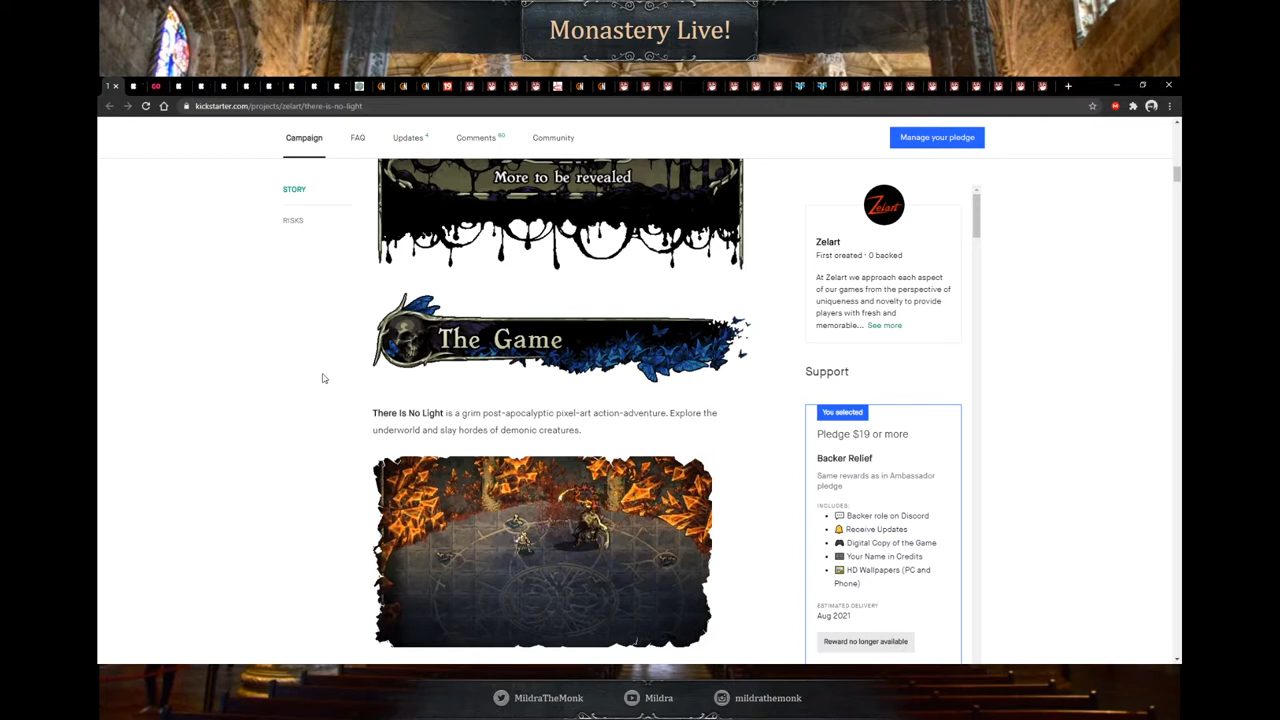 Monastery Live!
kickstarter.com/projects/zelart/there-is-no-light
Campaign
FAQ
Updates 4
Comments 60
Community
Manage your pledge
STORY
RISKS
More to be revealed
The Game
There Is No Light is a grim post-apocalyptic pixel-art action-adventure. Explore the
underworld and slay hordes of demonic creatures.
Zelart
Zelart
First created · 0 backed
At Zelart we approach each aspect
of our games from the perspective of
uniqueness and novelty to provide
players with fresh and
memorable... See more
Support
You selected
Pledge $19 or more
Backer Relief
Same rewards as in Ambassador
pledge
INCLUDES:
Backer role on Discord
Receive Updates
Digital Copy of the Game
Your Name in Credits
HD Wallpapers (PC and
Phone)
ESTIMATED DELIVERY
Aug 2021
Reward no longer available
MildraTheMonk
Mildra
mildrathemonk